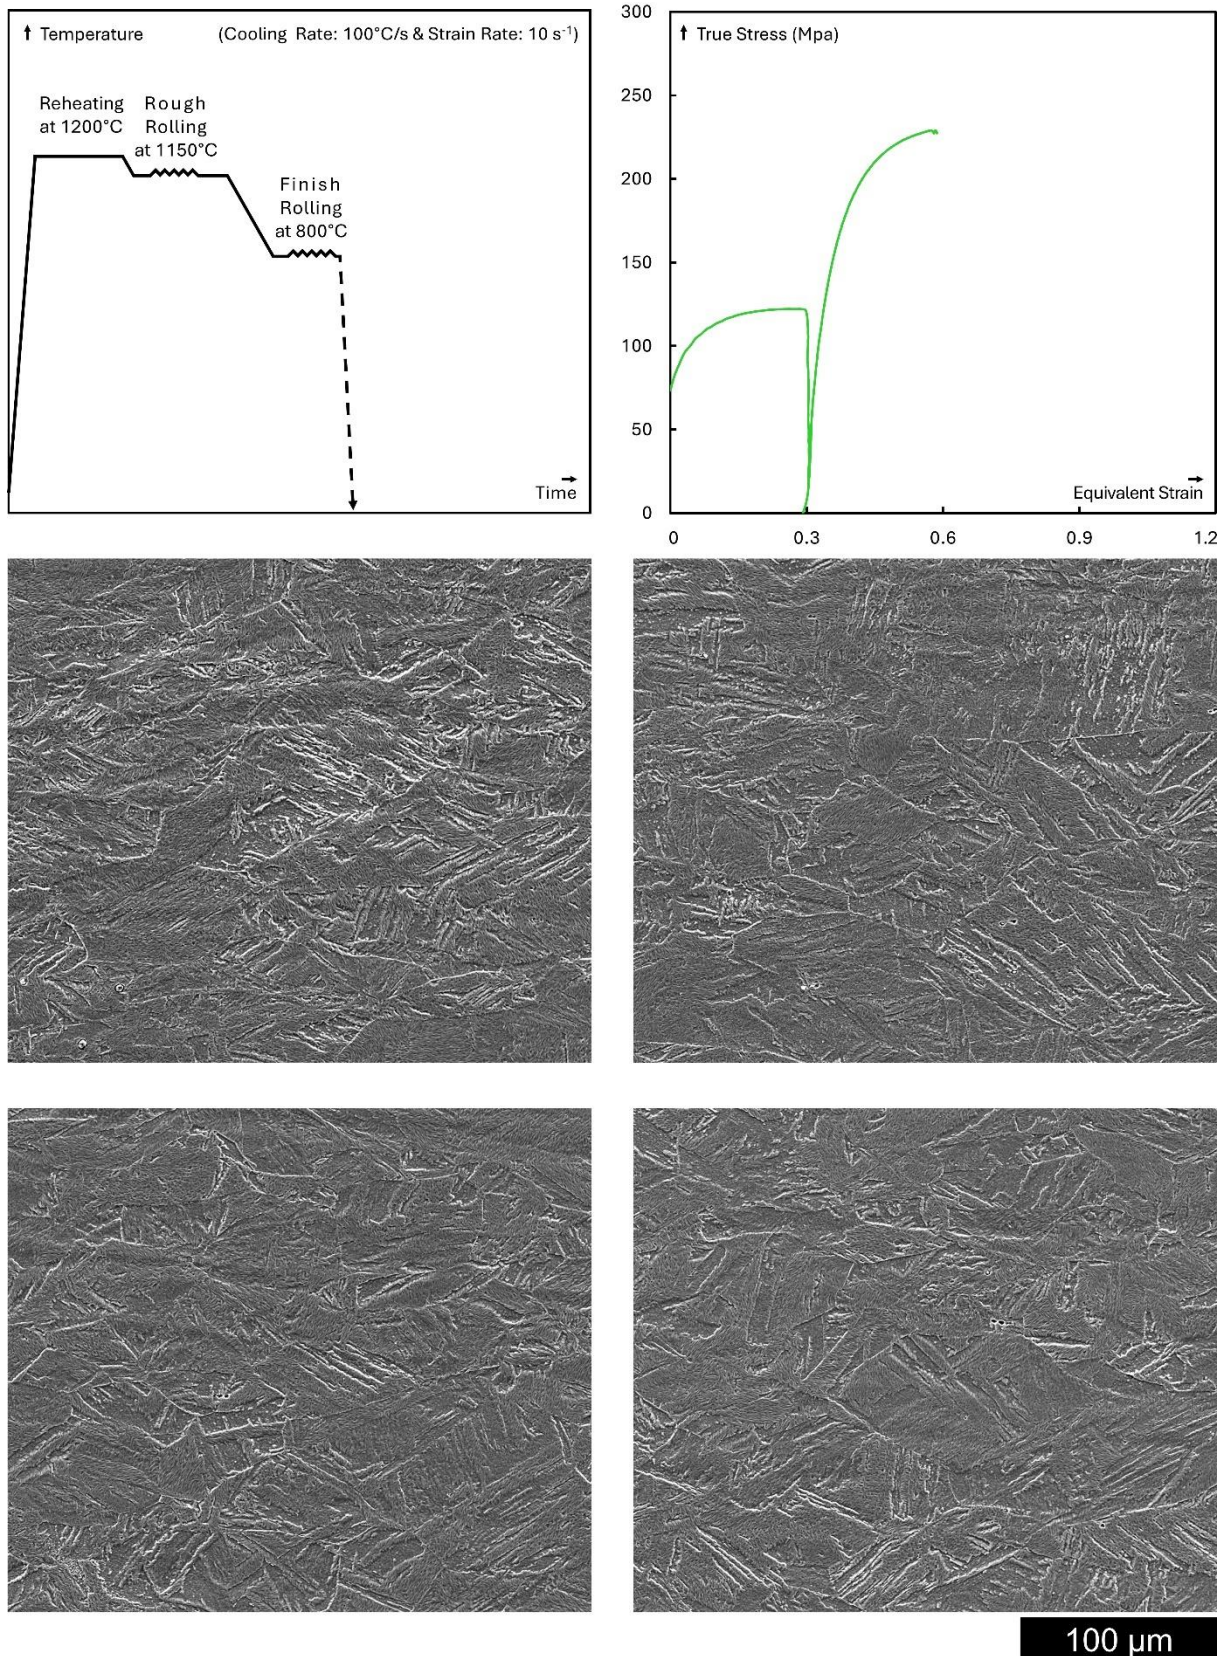 Temperature
(Cooling Rate: 100°C/s & Strain Rate: 10 s⁻¹)
Reheating
at 1200°C
Rough
Rolling
at 1150°C
Finish
Rolling
at 800°C
Time
300
250
200
150
100
50
0
True Stress (Mpa)
Equivalent Strain
0
0.3
0.6
0.9
1.2
100 µm